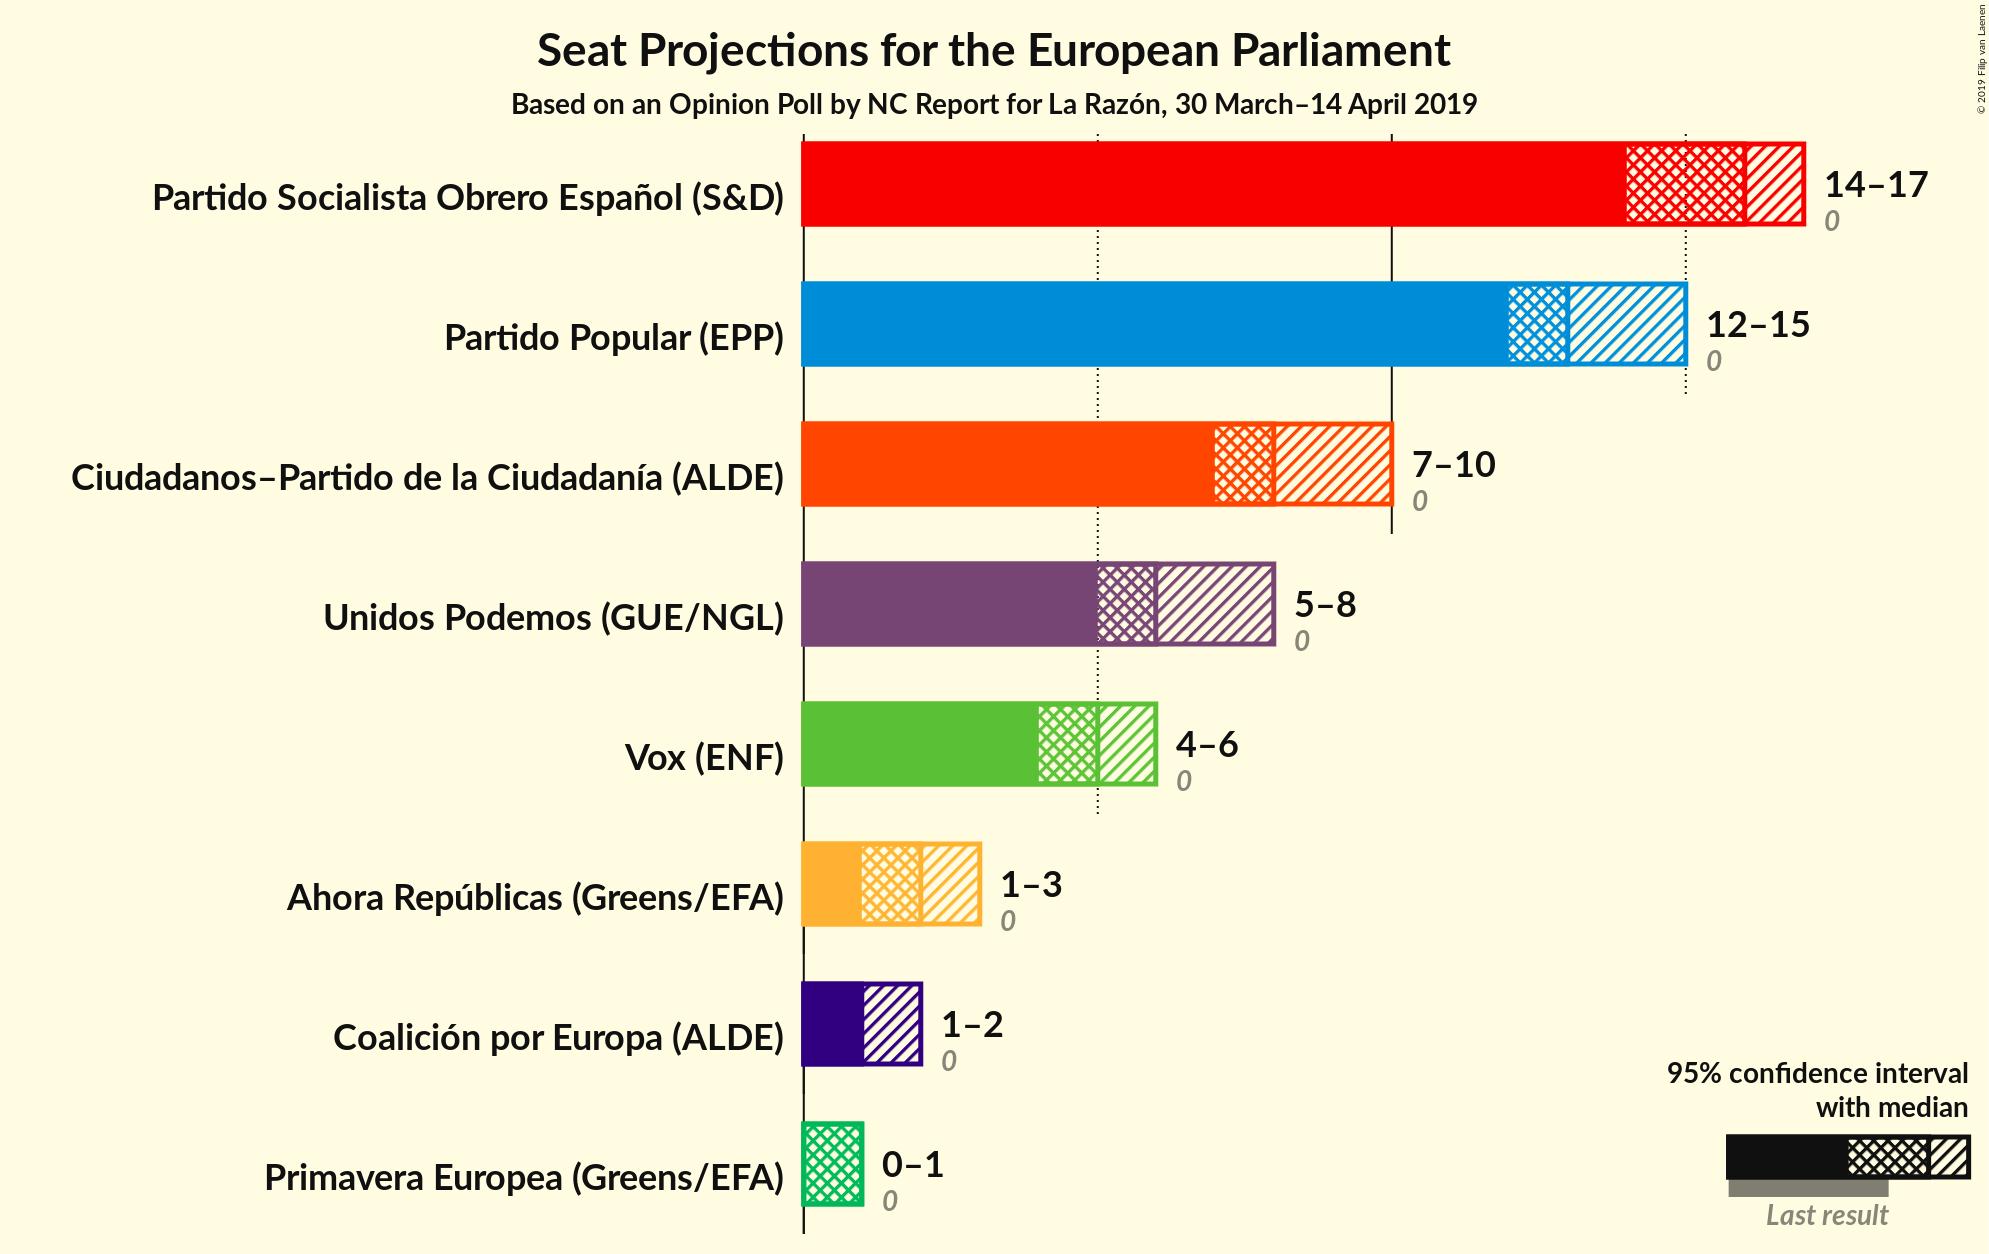 Seat Projections for the European Parliament
Based on an Opinion Poll by NC Report for La Razón, 30 March–14 April 2019
© 2019 Filip van Laenen
Partido Socialista Obrero Español (S&D)
14–17
0
Partido Popular (EPP)
12–15
0
Ciudadanos–Partido de la Ciudadanía (ALDE)
7–10
0
Unidos Podemos (GUE/NGL)
5–8
0
Vox (ENF)
4–6
0
Ahora Repúblicas (Greens/EFA)
1–3
0
Coalición por Europa (ALDE)
1–2
0
Primavera Europea (Greens/EFA)
0–1
0
95% confidence interval
with median
Last result